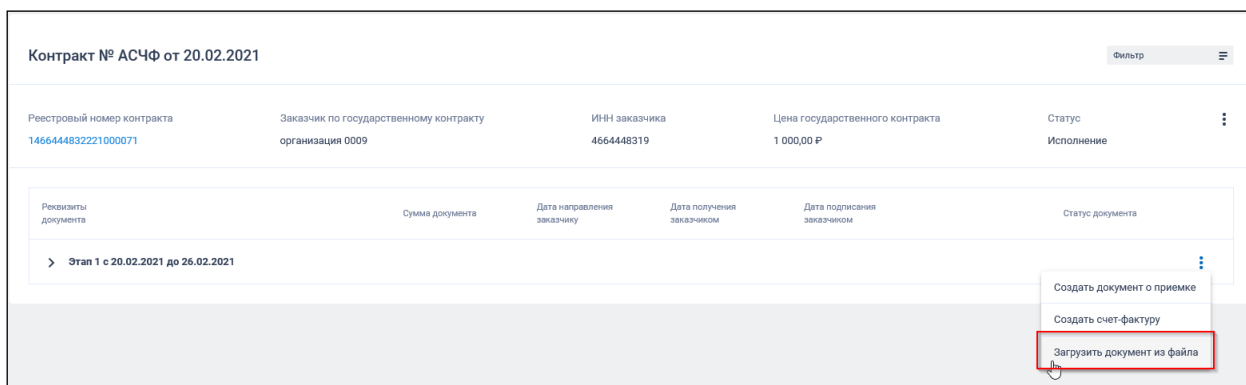 Контракт № АСЧФ от 20.02.2021
Фильтр
Реестровый номер контракта
Заказчик по государственному контракту
ИНН заказчика
Цена государственного контракта
Статус
1466444832221000071
организация 0009
4664448319
1 000,00 ₽
Исполнение
Реквизиты
документа
Сумма документа
Дата направления
заказчику
Дата получения
заказчиком
Дата подписания
заказчиком
Статус документа
Этап 1 с 20.02.2021 до 26.02.2021
Создать документ о приемке
Создать счет-фактуру
Загрузить документ из файла